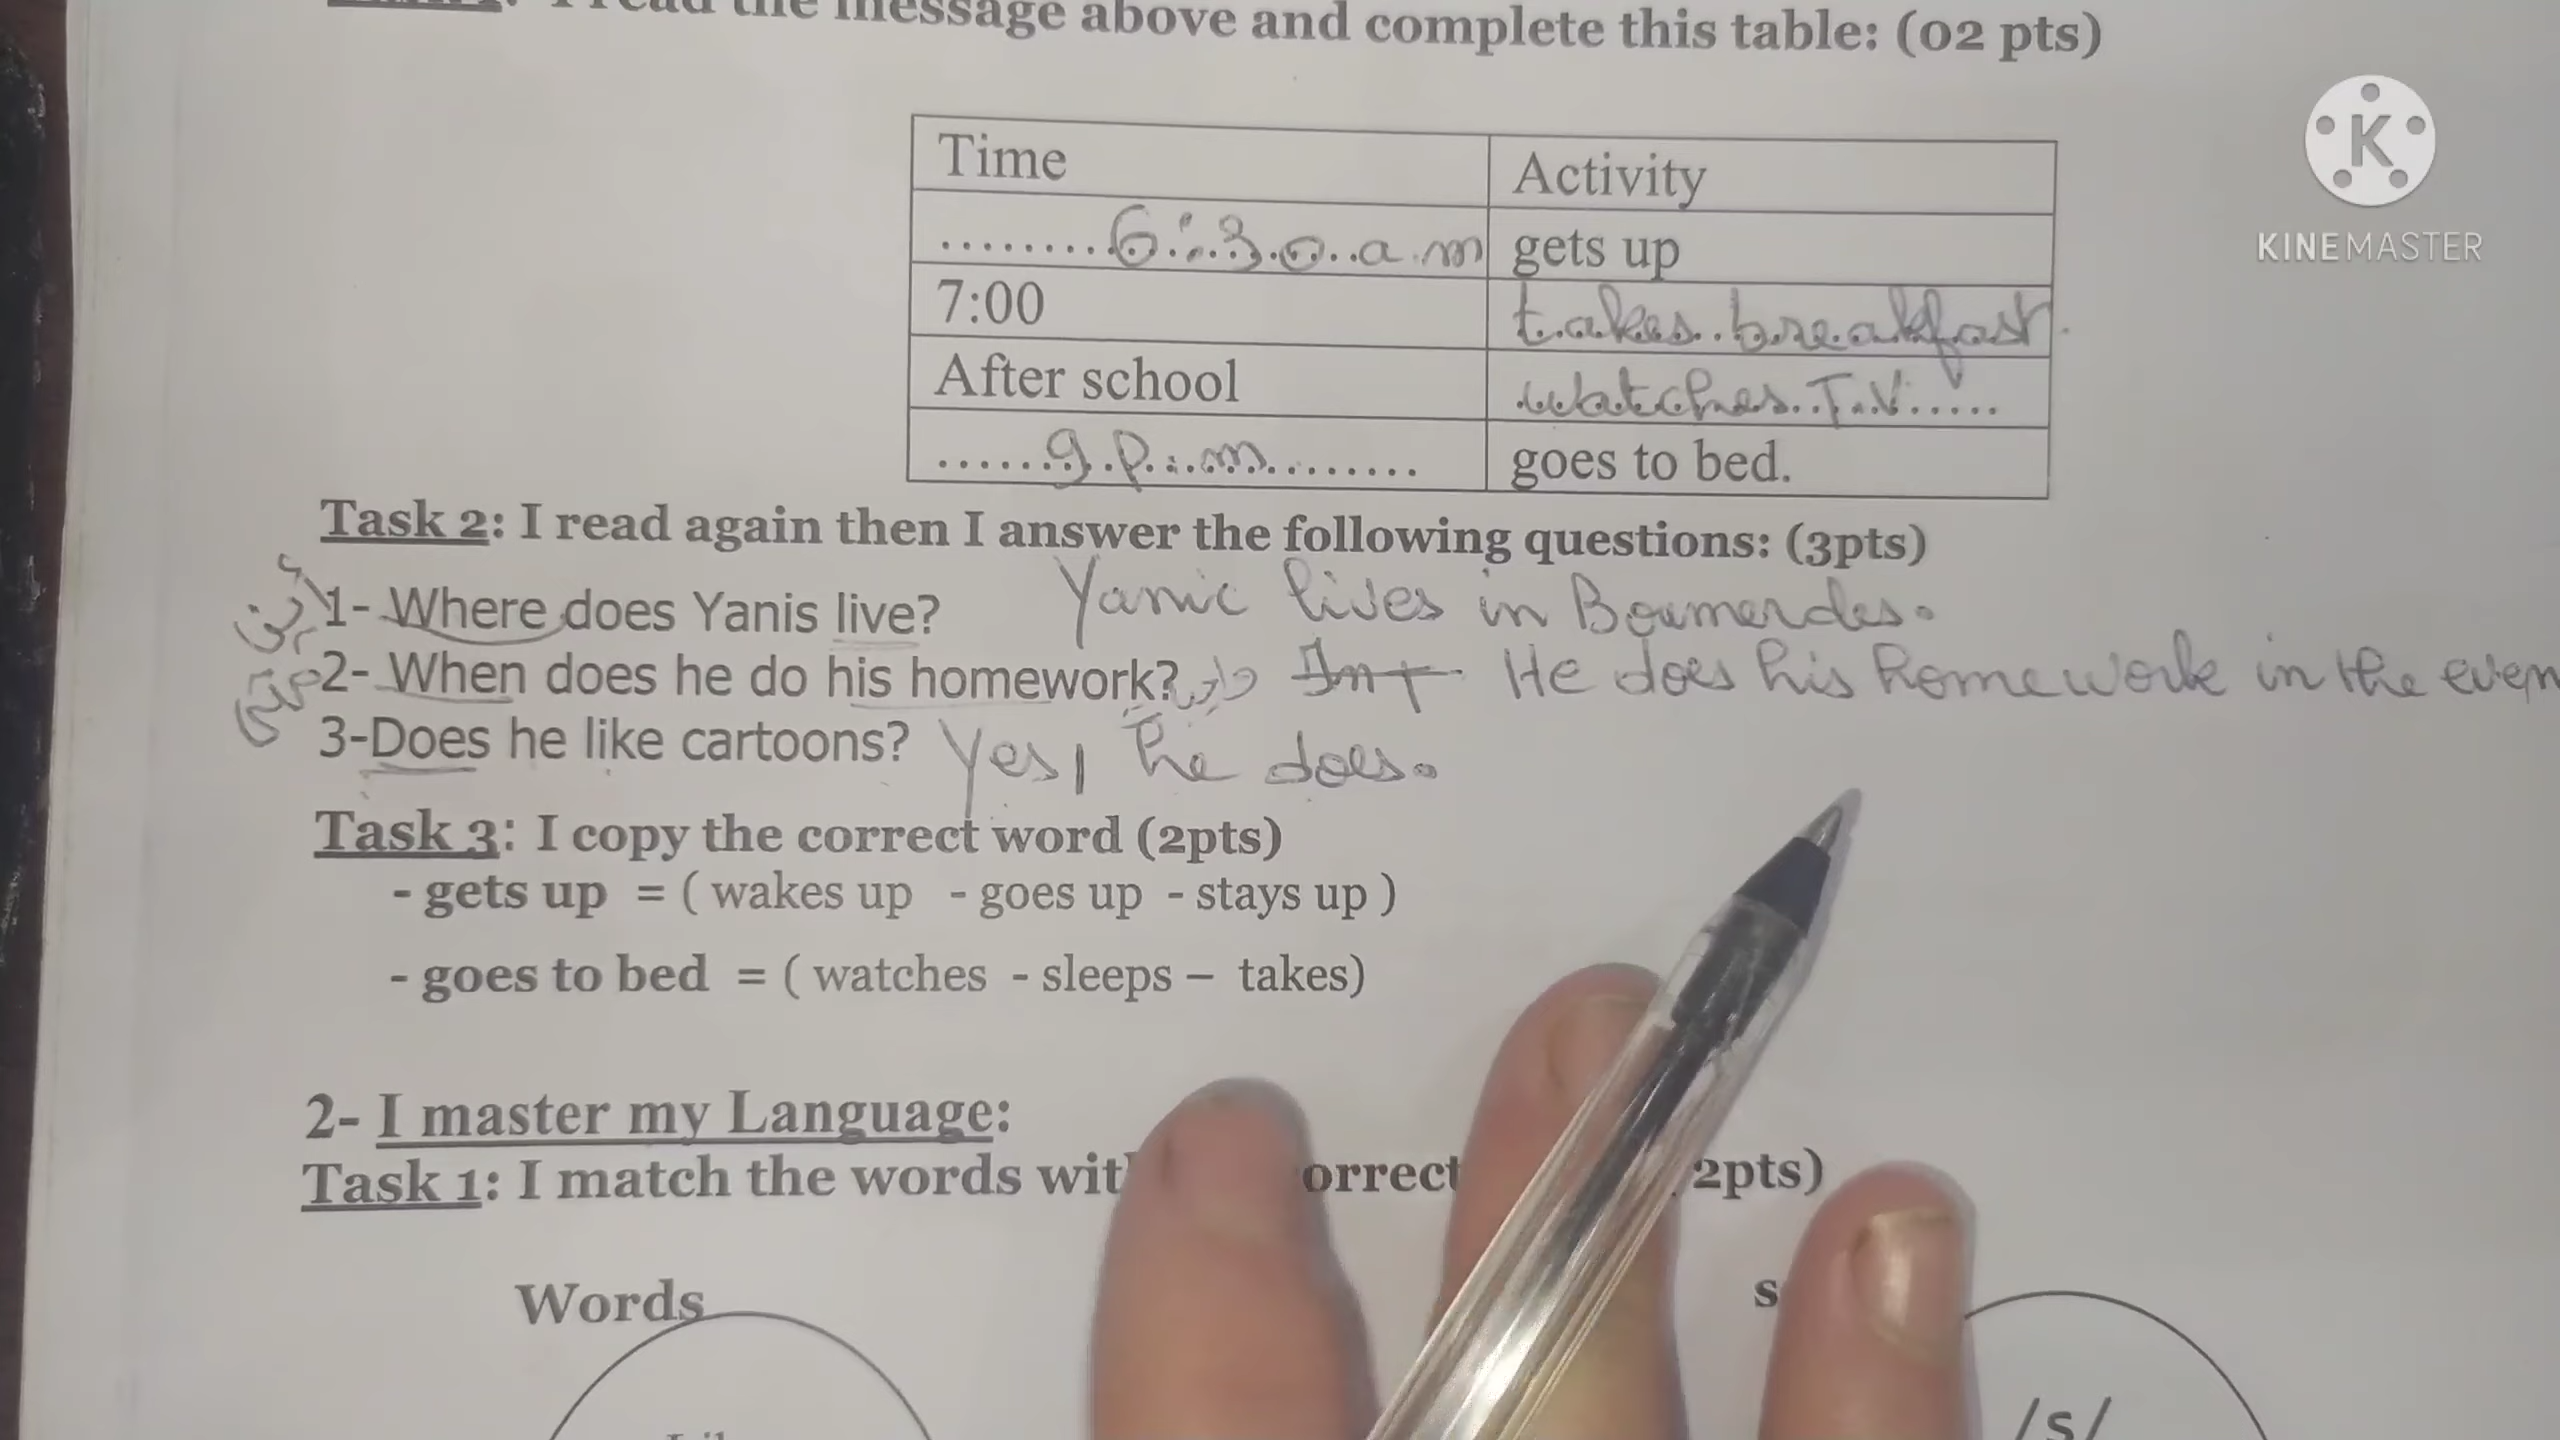 I read the message above and complete this table: (02 pts)
Time Activity
6:30 a.m gets up
7:00 takes breakfast
After school watches T.V
9 p.m goes to bed.
Task 2: I read again then I answer the following questions: (3pts)
1- Where does Yanis live? Yanic lives in Boumerdes.
2- When does he do his homework? He does his homework in the even
3-Does he like cartoons? Yes, he does.
Task 3: I copy the correct word (2pts)
- gets up = ( wakes up - goes up - stays up )
- goes to bed = ( watches - sleeps – takes)
2- I master my Language:
Task 1: I match the words wit orrect 2pts)
Words s
/s/
KINEMASTER